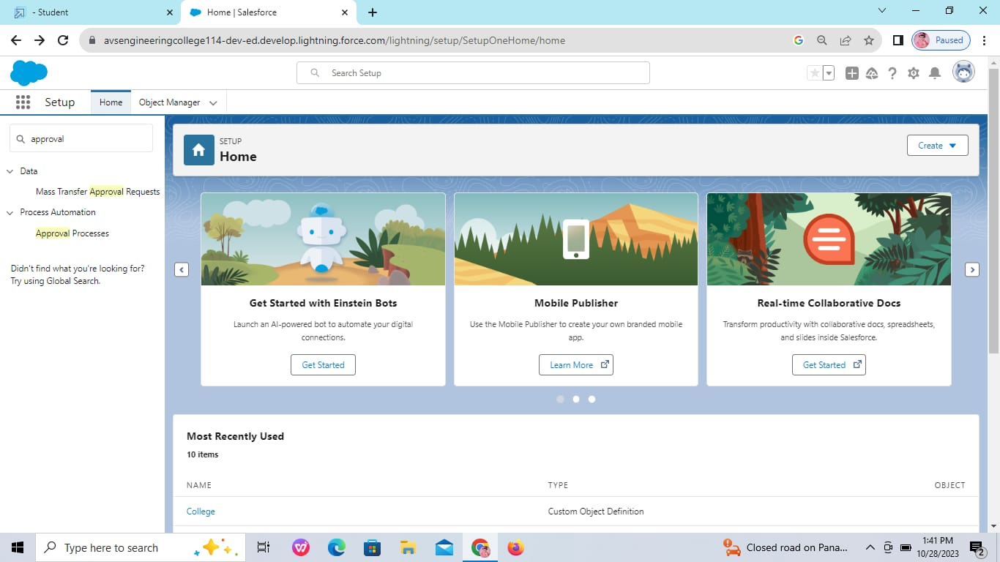 - Student
Home | Salesforce
avsengineeringcollege114-dev-ed.develop.lightning.force.com/lightning/setup/SetupOneHome/home
Paused
Search Setup
Setup
Home
Object Manager
approval
Data
Mass Transfer Approval Requests
Process Automation
Approval Processes
Didn't find what you're looking for?
Try using Global Search.
SETUP
Home
Create
Get Started with Einstein Bots
Launch an AI-powered bot to automate your digital
connections.
Get Started
Mobile Publisher
Use the Mobile Publisher to create your own branded mobile
app.
Learn More
Real-time Collaborative Docs
Transform productivity with collaborative docs, spreadsheets,
and slides inside Salesforce.
Get Started
Most Recently Used
10 items
NAME TYPE OBJECT
College Custom Object Definition
Type here to search
Closed road on Pana...
1:41 PM
10/28/2023
2